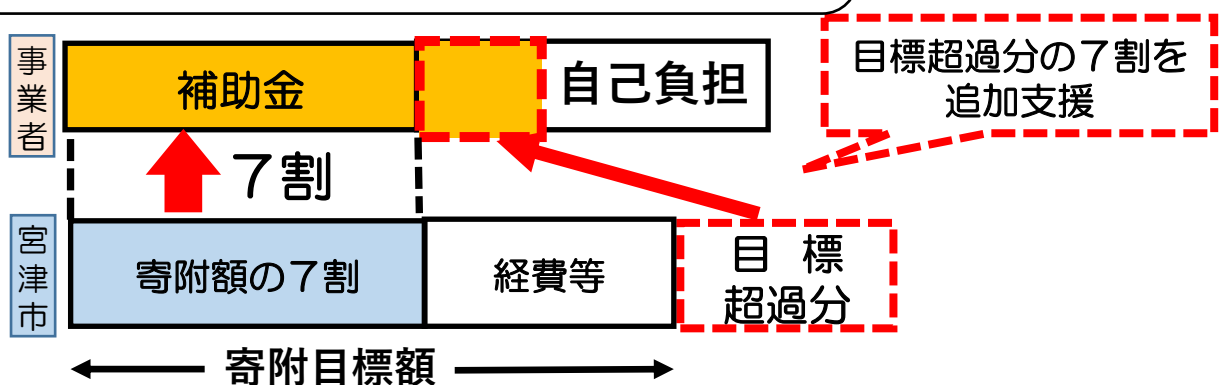 事業者
補助金
自己負担
目標超過分の７割を
追加支援
７割
宮津市
寄附額の７割
経費等
目　標
超過分
寄附目標額